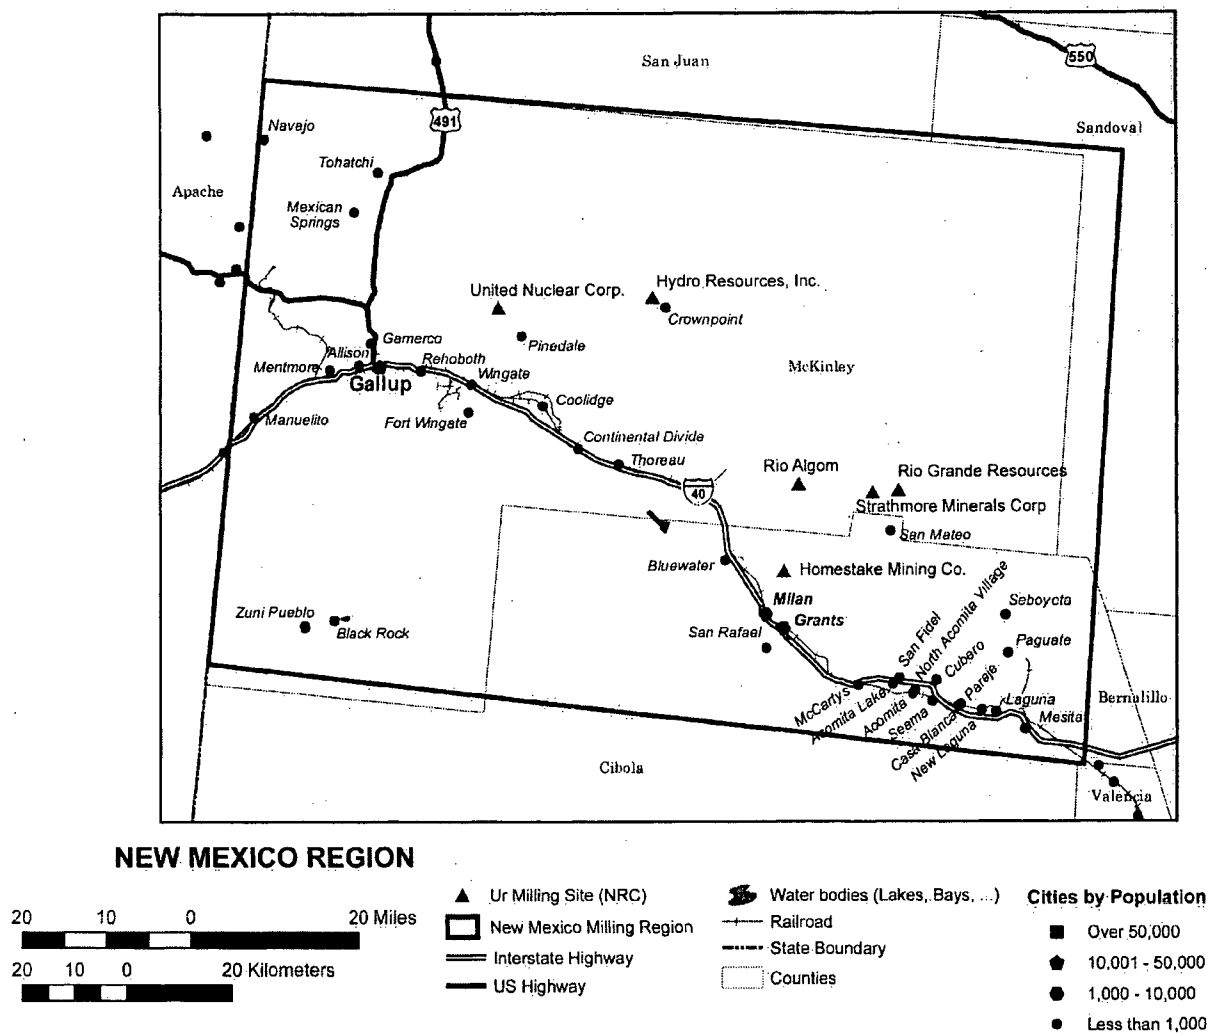 San Juan
550
491
Sandoval
Navajo
Tohatchi
Apache
Mexican
Springs
Hydro Resources, Inc.
United Nuclear Corp.
Crownpoint
Gamerco
Pinedale
Allison
Rehoboth
Mentmore
Wingate
McKinley
Gallup
Coolidge
Manuelito
Fort Wingate
Continental Divide
Thoreau
Rio Algom
Rio Grande Resources
40
Strathmore Minerals Corp
San Mateo
Bluewater
Homestake Mining Co.
Milan
Seboyeta
Zuni Pueblo
Black Rock
Grants
San Rafael
San Fidel
North Acomita Village
Cubero
Paguate
Paraje
McCartys
Acomita Lake
Acomita
Seama
Casa Blanca
New Laguna
Laguna
Mesita
Bernalillo
Cibola
Valencia
NEW MEXICO REGION
20 10 0 20 Miles
20 10 0 20 Kilometers
Ur Milling Site (NRC)
New Mexico Milling Region
Interstate Highway
US Highway
Water bodies (Lakes, Bays, ...)
Railroad
State Boundary
Counties
Cities by Population
Over 50,000
10,001 - 50,000
1,000 - 10,000
Less than 1,000